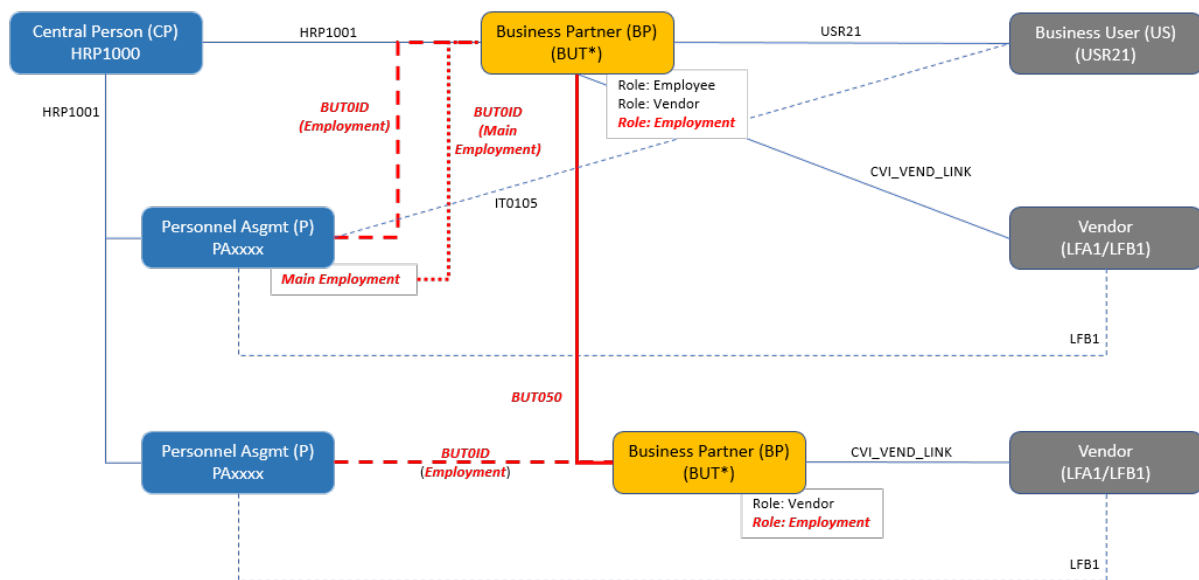 Central Person (CP)
HRP1000
HRP1001
Business Partner (BP)
(BUT*)
USR21
Business User (US)
(USR21)
HRP1001
BUT0ID
(Employment)
BUT0ID
(Main
Employment)
Role: Employee
Role: Vendor
Role: Employment
CVI_VEND_LINK
IT0105
Personnel Asgmt (P)
PAxxxx
Main Employment
Vendor
(LFA1/LFB1)
LFB1
BUT050
Personnel Asgmt (P)
PAxxxx
BUT0ID
(Employment)
Business Partner (BP)
(BUT*)
CVI_VEND_LINK
Vendor
(LFA1/LFB1)
Role: Vendor
Role: Employment
LFB1